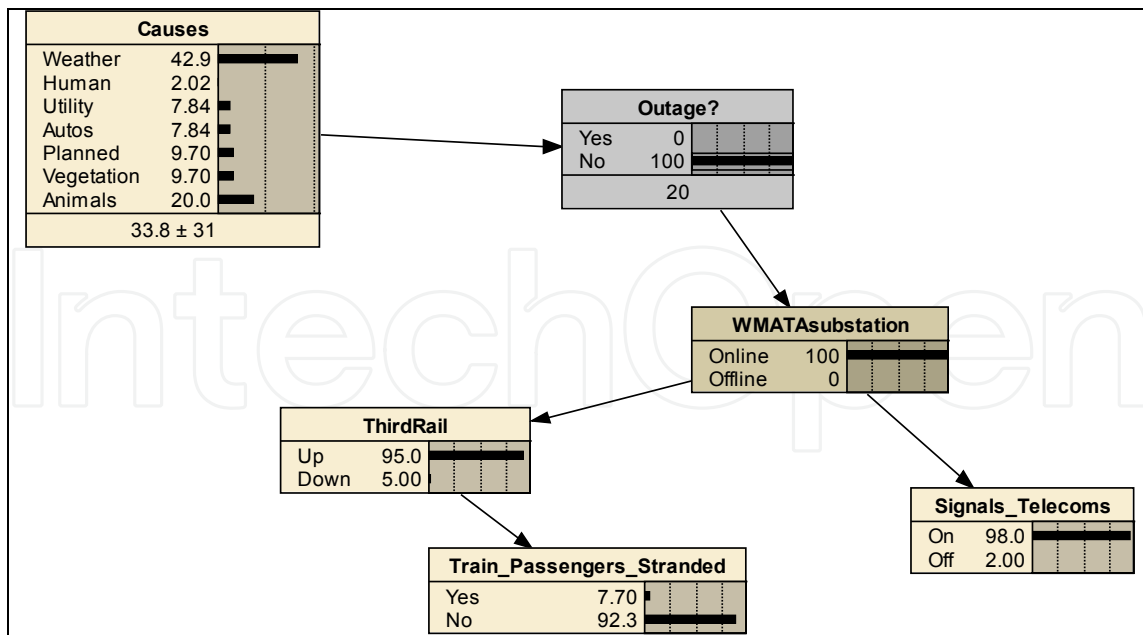 Causes
Weather 42.9
Human 2.02
Utility 7.84
Autos 7.84
Planned 9.70
Vegetation 9.70
Animals 20.0
33.8 ± 31
Outage?
Yes 0
No 100
20
WMATAsubstation
Online 100
Offline 0
ThirdRail
Up 95.0
Down 5.00
Signals_Telecoms
On 98.0
Off 2.00
Train_Passengers_Stranded
Yes 7.70
No 92.3
IntechOpen